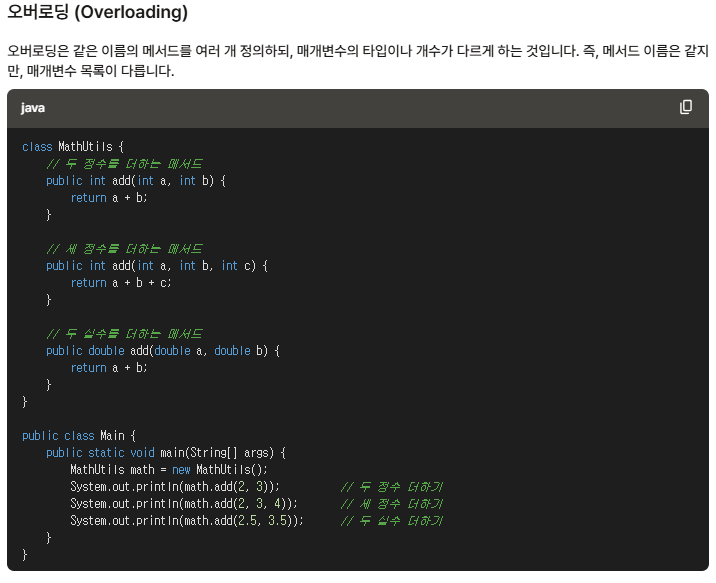 오버로딩 (Overloading)
오버로딩은 같은 이름의 메서드를 여러 개 정의하되, 매개변수의 타입이나 개수가 다르게 하는 것입니다. 즉, 메서드 이름은 같지
만, 매개변수 목록이 다릅니다.
java
class MathUtils {
    // 두 정수를 더하는 메서드
    public int add(int a, int b) {
        return a + b;
    }
    // 세 정수를 더하는 메서드
    public int add(int a, int b, int c) {
        return a + b + c;
    }
    // 두 실수를 더하는 메서드
    public double add(double a, double b) {
        return a + b;
    }
}
public class Main {
    public static void main(String[] args) {
        MathUtils math = new MathUtils();
        System.out.println(math.add(2, 3));          // 두 정수 더하기
        System.out.println(math.add(2, 3, 4));       // 세 정수 더하기
        System.out.println(math.add(2.5, 3.5));      // 두 실수 더하기
    }
}